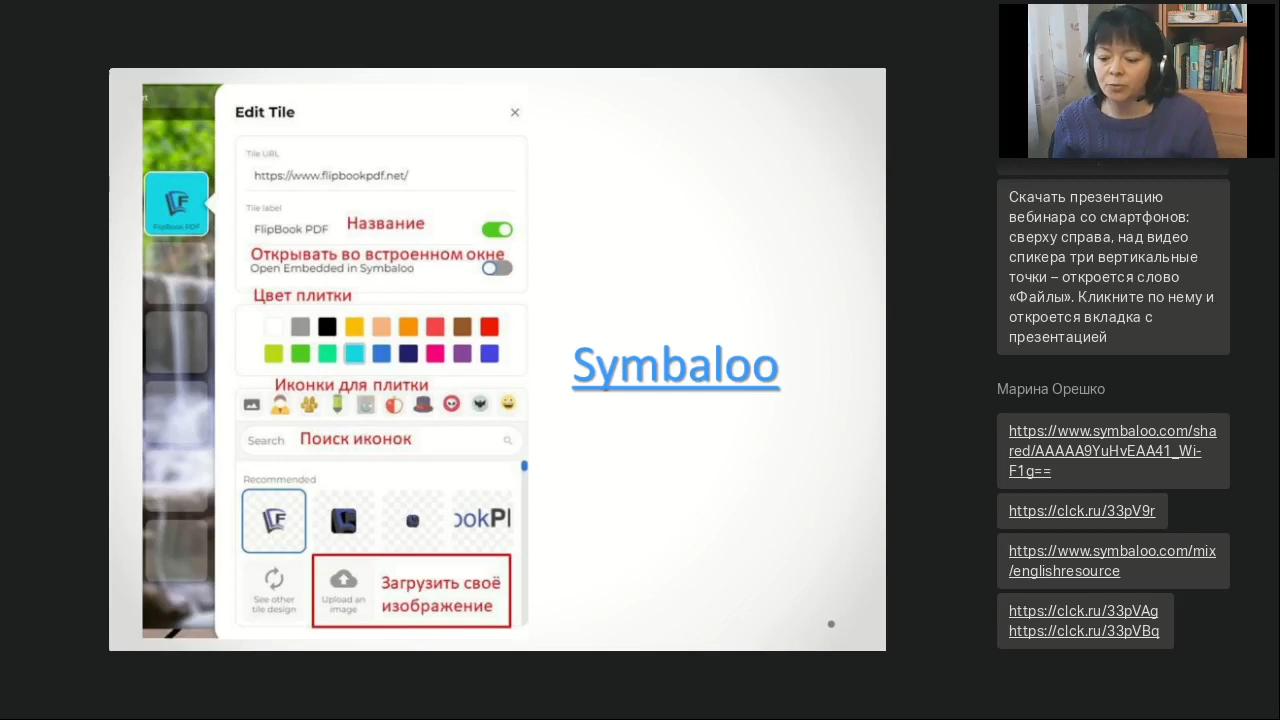 Edit Tile
Tile URL
https://www.flipbookpdf.net/
Tile label
FlipBook PDF
Название
Открывать во встроенном окне
Open Embedded in Symbaloo
Цвет плитки
Иконки для плитки
Search
Поиск иконок
Recommended
See other
tile design
Upload an
image
Загрузить своё
изображение
FlipBook PDF
Symbaloo
Скачать презентацию
вебинара со смартфонов:
сверху справа, над видео
спикера три вертикальные
точки – откроется слово
«Файлы». Кликните по нему и
откроется вкладка с
презентацией
Марина Орешко
https://www.symbaloo.com/sha
red/AAAAA9YuHvEAA41_Wi-
F1g==
https://clck.ru/33pV9r
https://www.symbaloo.com/mix
/englishresource
https://clck.ru/33pVAg
https://clck.ru/33pVBq